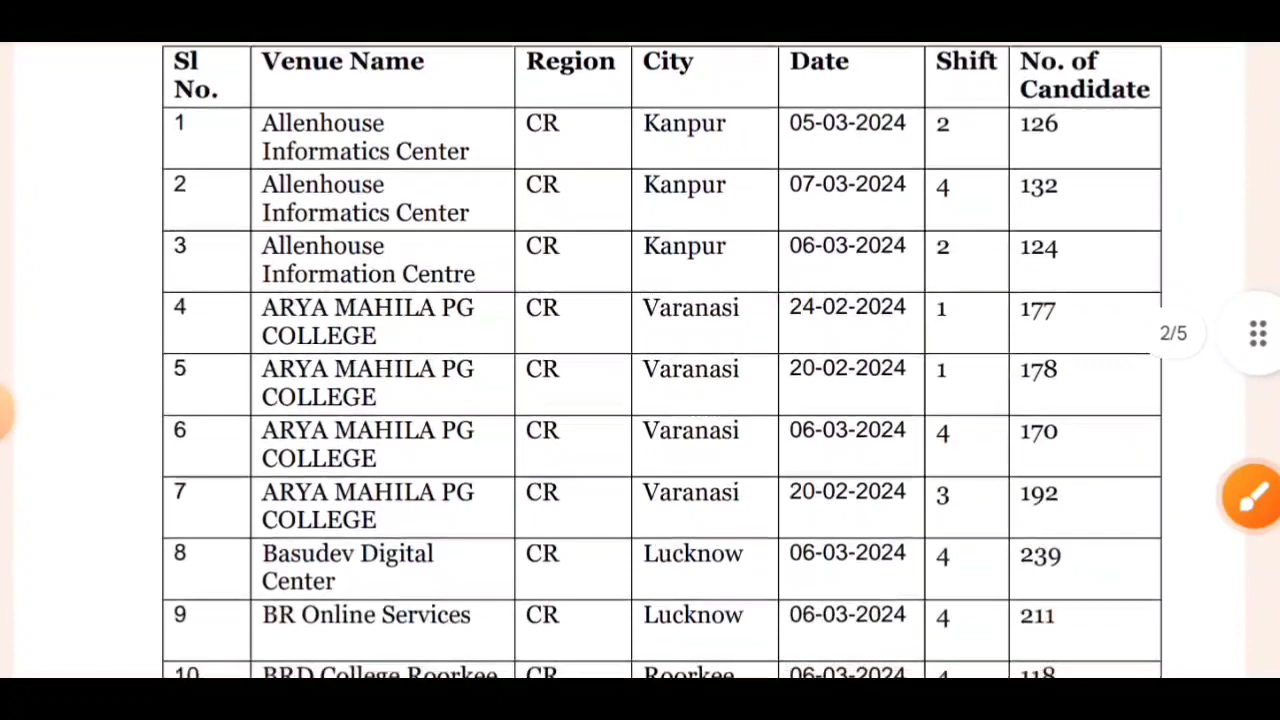 Sl No. Venue Name Region City Date Shift No. of Candidate
1 Allenhouse Informatics Center CR Kanpur 05-03-2024 2 126
2 Allenhouse Informatics Center CR Kanpur 07-03-2024 4 132
3 Allenhouse Information Centre CR Kanpur 06-03-2024 2 124
4 ARYA MAHILA PG COLLEGE CR Varanasi 24-02-2024 1 177
5 ARYA MAHILA PG COLLEGE CR Varanasi 20-02-2024 1 178
6 ARYA MAHILA PG COLLEGE CR Varanasi 06-03-2024 4 170
7 ARYA MAHILA PG COLLEGE CR Varanasi 20-02-2024 3 192
8 Basudev Digital Center CR Lucknow 06-03-2024 4 239
9 BR Online Services CR Lucknow 06-03-2024 4 211
10 BRD College Roorkee CR Roorkee 06-03-2024 4 118
2/5